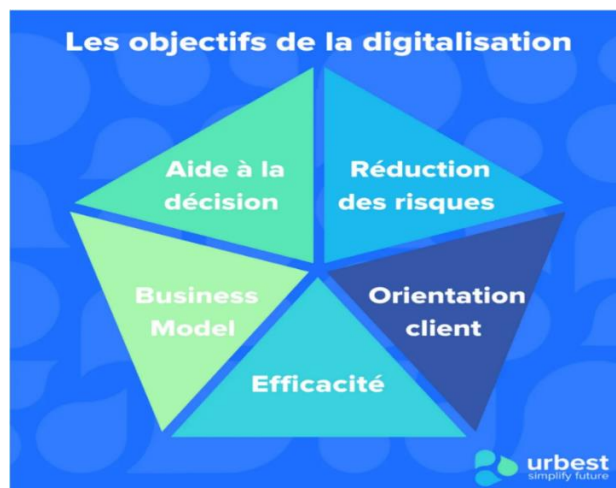 Les objectifs de la digitalisation
Aide à la
décision
Réduction
des risques
Business
Model
Orientation
client
Efficacité
urbest
simplify future